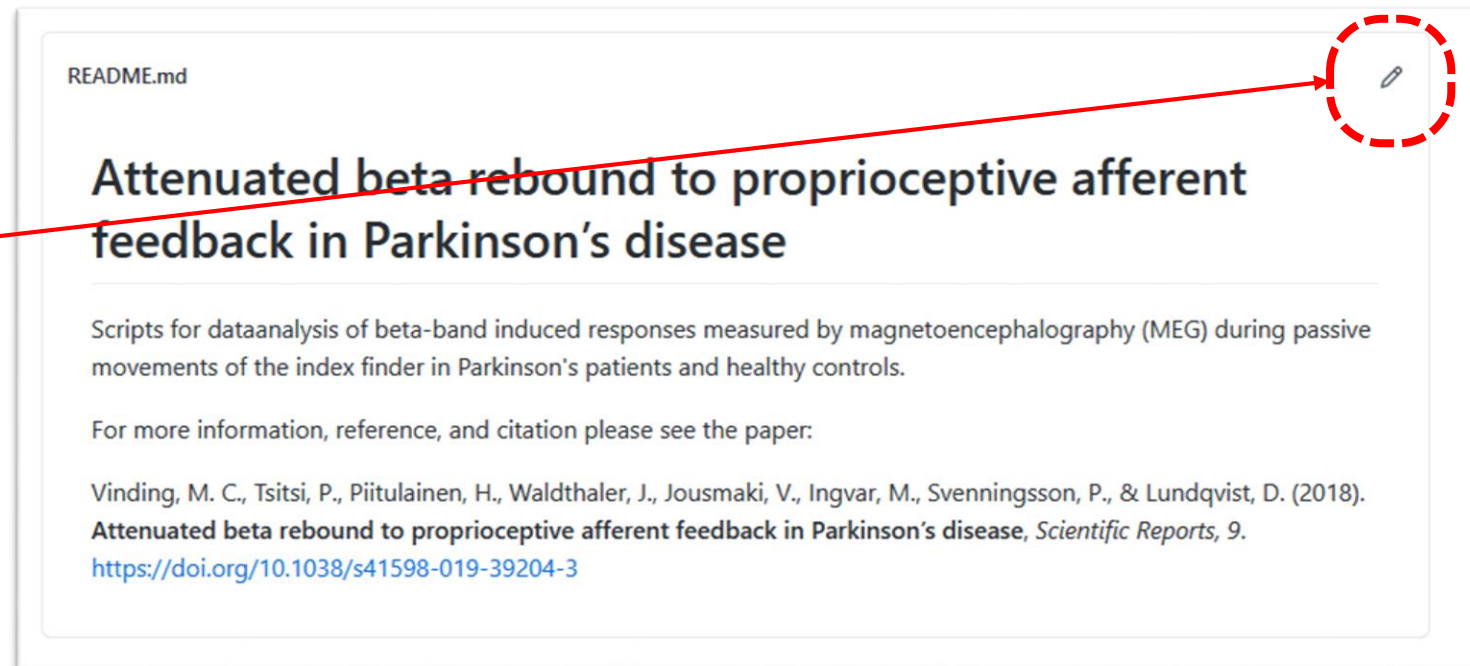 README.md
Attenuated beta rebound to proprioceptive afferent
feedback in Parkinson’s disease
Scripts for dataanalysis of beta-band induced responses measured by magnetoencephalography (MEG) during passive
movements of the index finder in Parkinson's patients and healthy controls.
For more information, reference, and citation please see the paper:
Vinding, M. C., Tsitsi, P., Piitulainen, H., Waldthaler, J., Jousmaki, V., Ingvar, M., Svenningsson, P., & Lundqvist, D. (2018).
Attenuated beta rebound to proprioceptive afferent feedback in Parkinson’s disease, Scientific Reports, 9.
https://doi.org/10.1038/s41598-019-39204-3